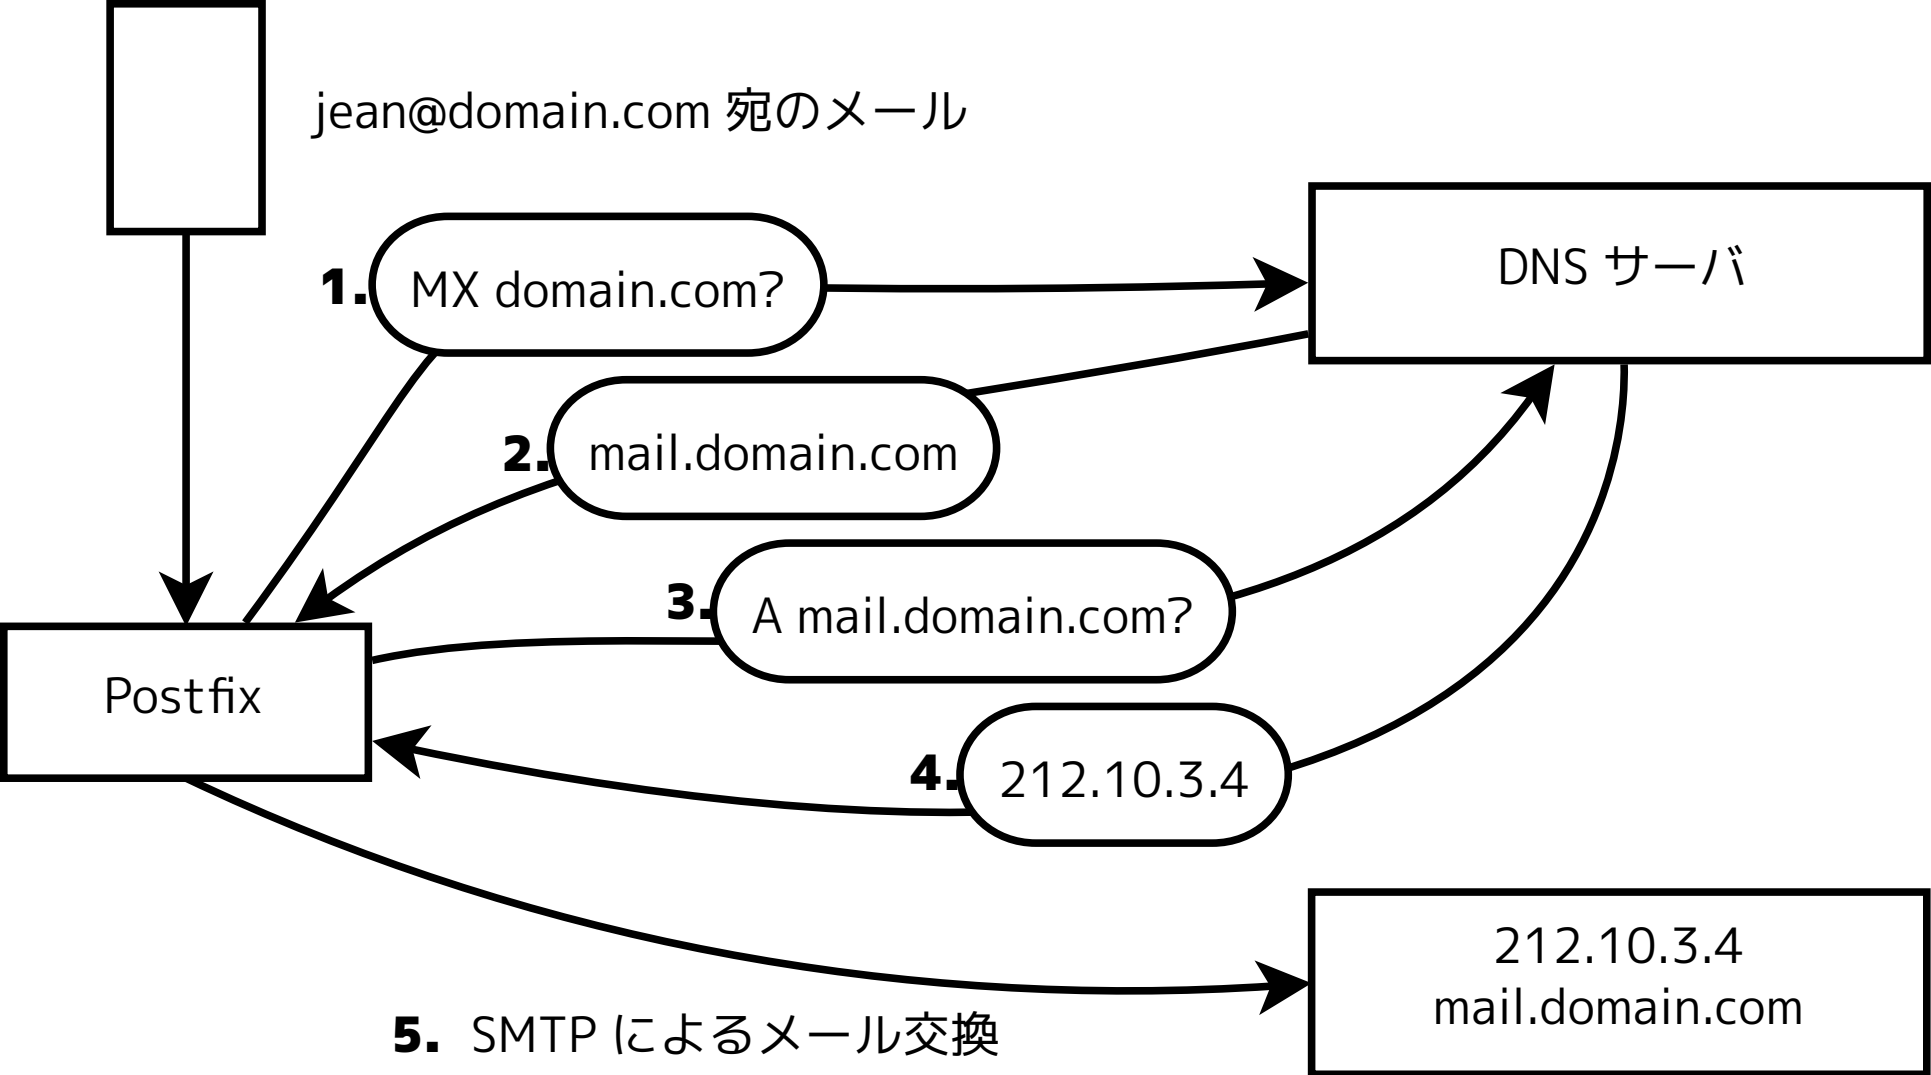 jean@domain.com 宛のメール
1. MX domain.com?
DNS サーバ
2. mail.domain.com
3. A mail.domain.com?
Postfix
4. 212.10.3.4
212.10.3.4
mail.domain.com
5. SMTP によるメール交換